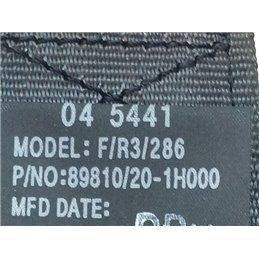 04 5441
MODEL: F/R3/286
P/NO:89810/20-1H000
MFD DATE: